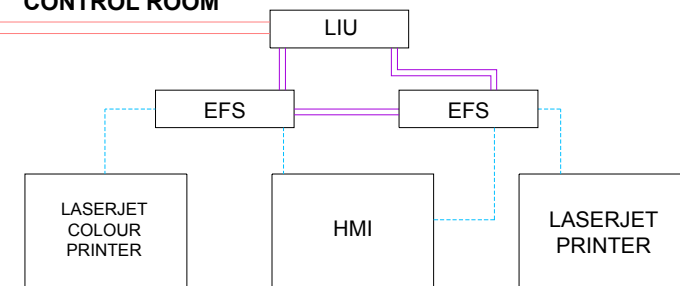 CONTROL ROOM
LIU
EFS
EFS
LASERJET
COLOUR
PRINTER
HMI
LASERJET
PRINTER